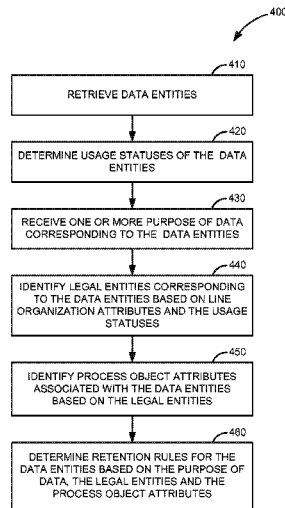 400
410
RETRIEVE DATA ENTITIES
420
DETERMINE USAGE STATUSES OF THE DATA
ENTITIES
430
RECEIVE ONE OR MORE PURPOSE OF DATA
CORRESPONDING TO THE DATA ENTITIES
440
IDENTIFY LEGAL ENTITIES CORRESPONDING
TO THE DATA ENTITIES BASED ON LINE
ORGANIZATION ATTRIBUTES AND THE USAGE
STATUSES
450
IDENTIFY PROCESS OBJECT ATTRIBUTES
ASSOCIATED WITH THE DATA ENTITIES
BASED ON THE LEGAL ENTITIES
460
DETERMINE RETENTION RULES FOR THE
DATA ENTITIES BASED ON THE PURPOSE OF
DATA, THE LEGAL ENTITIES AND THE
PROCESS OBJECT ATTRIBUTES